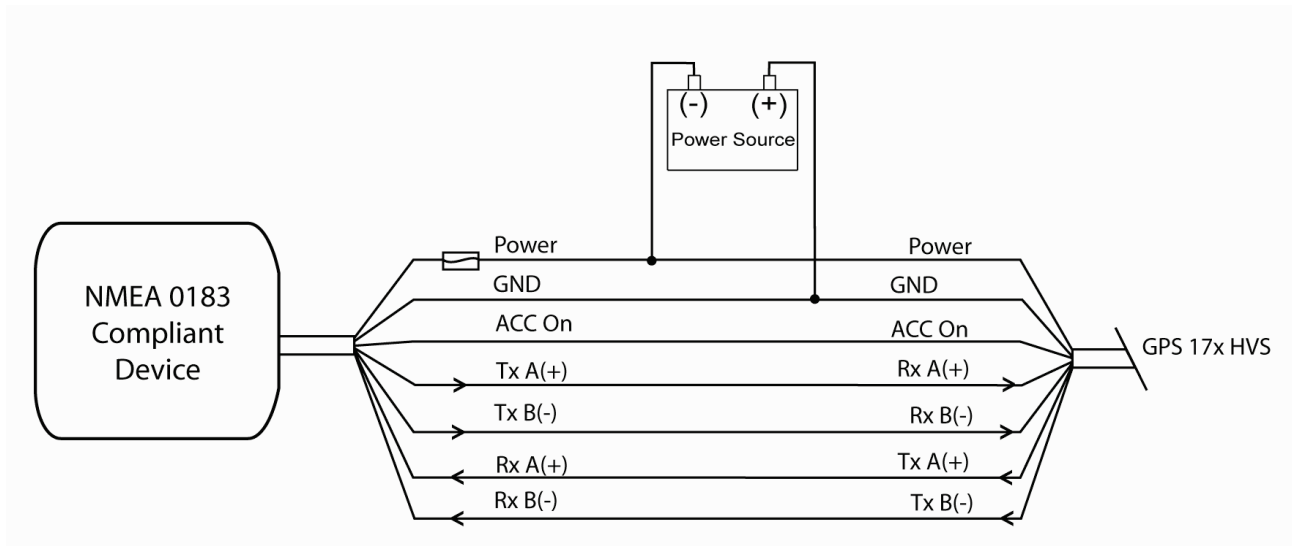 (-) (+)
Power Source
Power Power
GND GND
NMEA 0183
Compliant
Device
ACC On ACC On
GPS 17x HVS
Tx A(+) Rx A(+)
Tx B(-) Rx B(-)
Rx A(+) Tx A(+)
Rx B(-) Tx B(-)